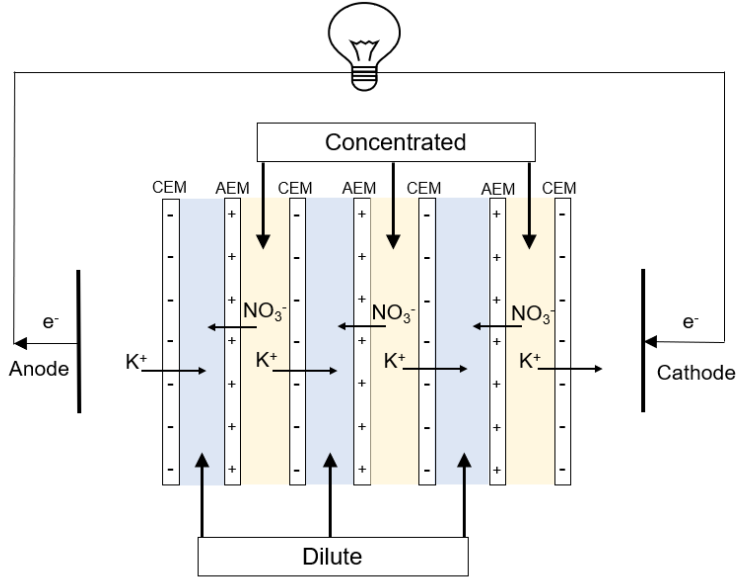 Concentrated
CEM AEM CEM AEM CEM AEM CEM
- + - + - + -
- + - + - + -
- + - + - + -
NO₃⁻ NO₃⁻ NO₃⁻
e⁻ - + - + - + - e⁻
Anode K⁺ K⁺ K⁺ K⁺ Cathode
- + - + - + -
- + - + - + -
- + - + - + -
Dilute